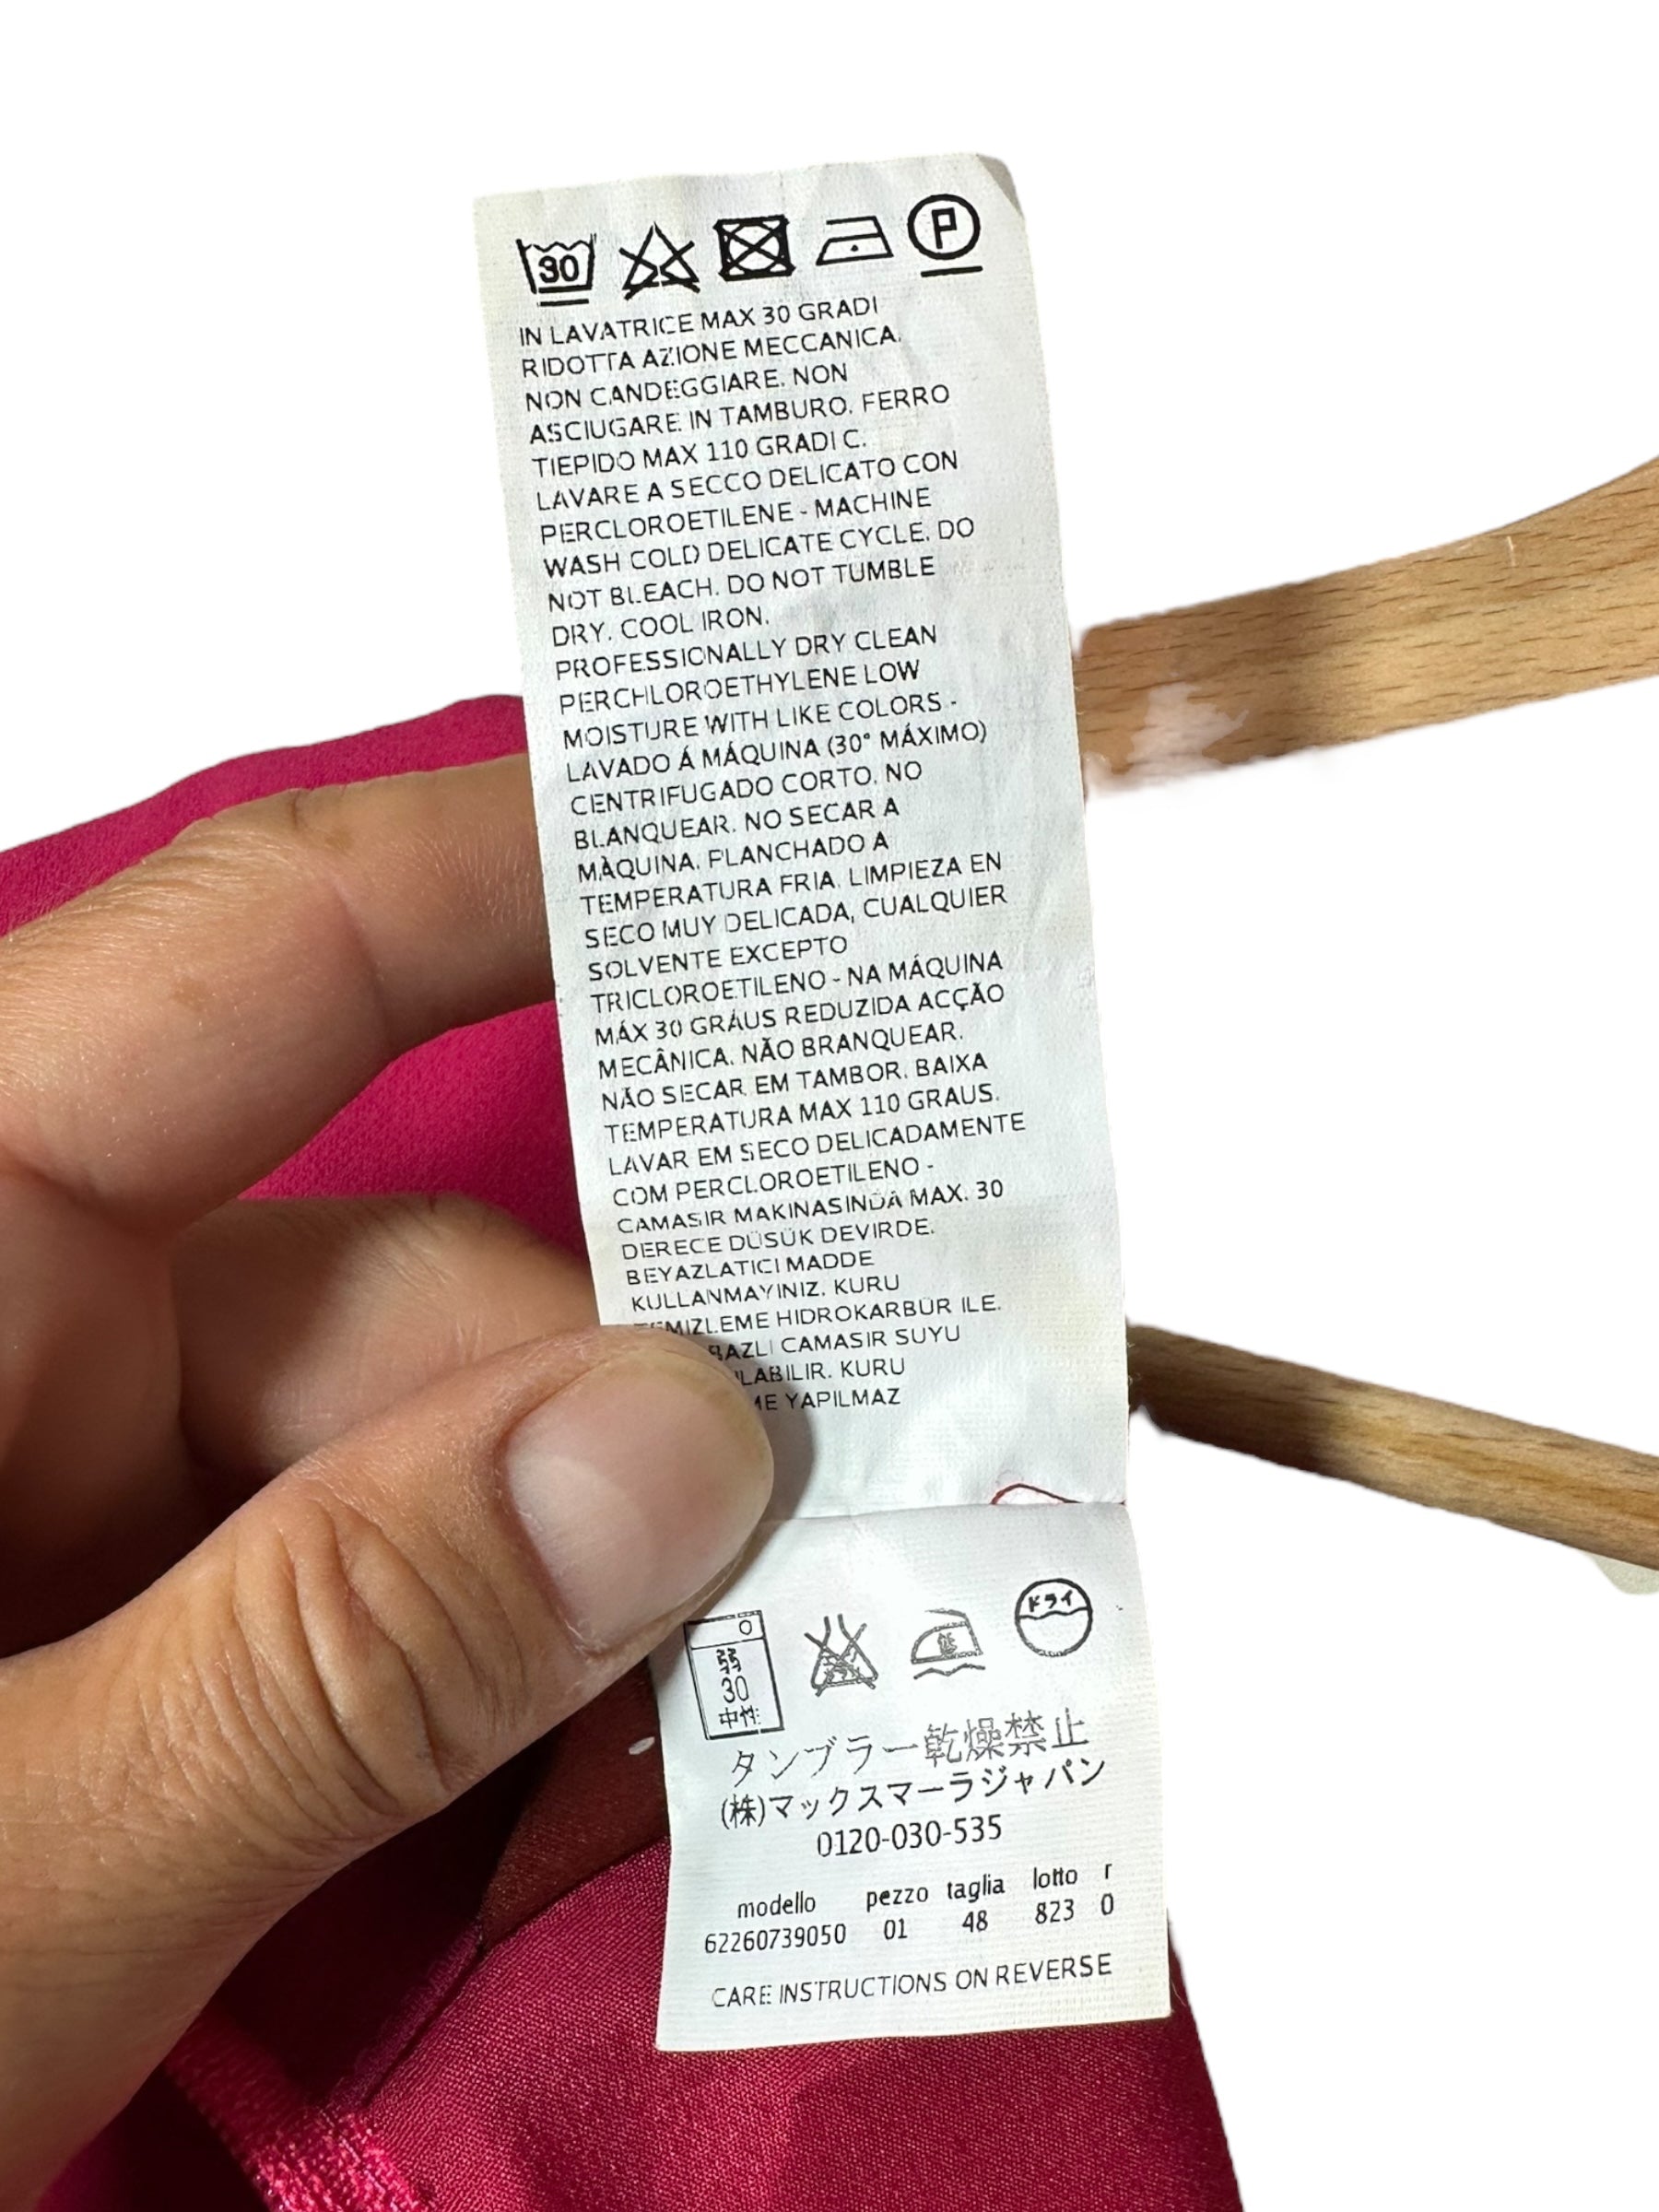 30
P
IN LAVATRICE MAX 30 GRADI
RIDOTTA AZIONE MECCANICA.
NON CANDEGGIARE. NON
ASCIUGARE IN TAMBURO. FERRO
TIEPIDO MAX 110 GRADI C.
LAVARE A SECCO DELICATO CON
PERCLOROETILENE - MACHINE
WASH COLD DELICATE CYCLE. DO
NOT BLEACH. DO NOT TUMBLE
DRY. COOL IRON.
PROFESSIONALLY DRY CLEAN
PERCHLOROETHYLENE LOW
MOISTURE WITH LIKE COLORS -
LAVADO Á MÁQUINA (30° MÁXIMO)
CENTRIFUGADO CORTO. NO
BLANQUEAR. NO SECAR A
MÀQUINA. PLANCHADO A
TEMPERATURA FRIA. LIMPIEZA EN
SECO MUY DELICADA, CUALQUIER
SOLVENTE EXCEPTO
TRICLOROETILENO - NA MÁQUINA
MÁX 30 GRÁUS REDUZIDA ACÇÃO
MECÂNICA. NÃO BRANQUEAR.
NÃO SECAR EM TAMBOR. BAIXA
TEMPERATURA MAX 110 GRAUS.
LAVAR EM SECO DELICADAMENTE
COM PERCLOROETILENO -
CAMASIR MAKINASINDA MAX. 30
DERECE DÜSÜK DEVIRDE.
BEYAZLATICI MADDE
KULLANMAYINIZ. KURU
HIDROKARBÜR ILE.
CAMASIR SUYU
KURU
YAPILMAZ
弱
30
中性
低
ドライ
タンブラー乾燥禁止
(株)マックスマーラジャパン
0120-030-535
modello pezzo taglia lotto r
62260739050 01 48 823 0
CARE INSTRUCTIONS ON REVERSE